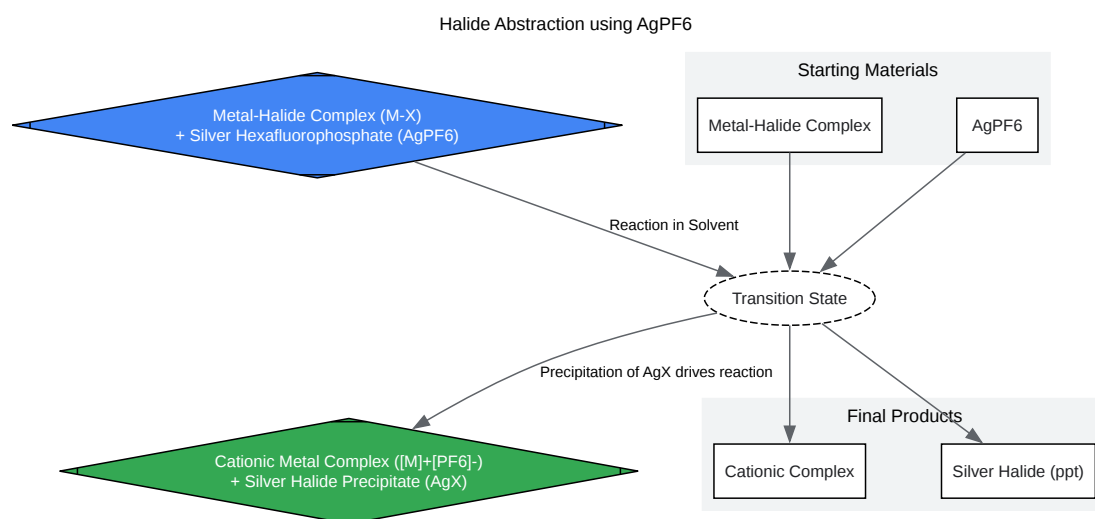 Halide Abstraction using AgPF6
Starting Materials
Metal-Halide Complex (M-X)
+ Silver Hexafluorophosphate (AgPF6)
Metal-Halide Complex
AgPF6
Reaction in Solvent
Transition State
Precipitation of AgX drives reaction
Final Products
Cationic Metal Complex ([M]+[PF6]-)
+ Silver Halide Precipitate (AgX)
Cationic Complex
Silver Halide (ppt)